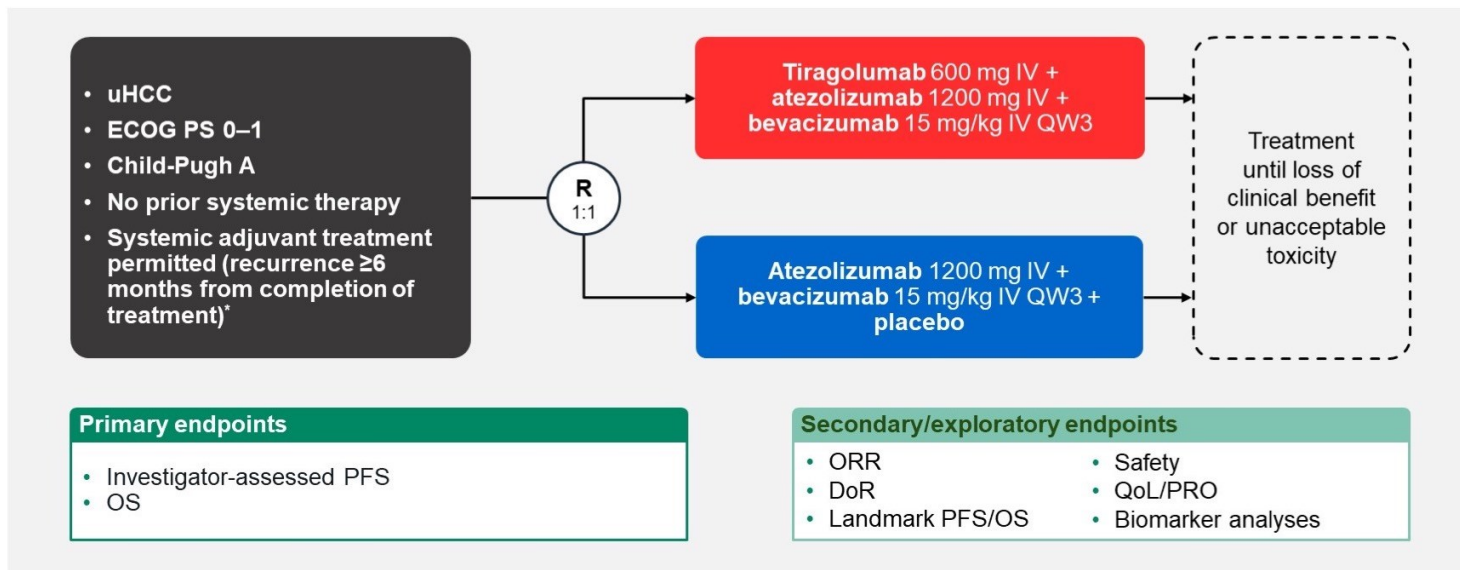 • uHCC
• ECOG PS 0–1
• Child-Pugh A
• No prior systemic therapy
• Systemic adjuvant treatment
permitted (recurrence ≥6
months from completion of
treatment)*
R
1:1
Tiragolumab 600 mg IV +
atezolizumab 1200 mg IV +
bevacizumab 15 mg/kg IV QW3
Atezolizumab 1200 mg IV +
bevacizumab 15 mg/kg IV QW3 +
placebo
Treatment
until loss of
clinical benefit
or unacceptable
toxicity
Primary endpoints
• Investigator-assessed PFS
• OS
Secondary/exploratory endpoints
• ORR
• DoR
• Landmark PFS/OS
• Safety
• QoL/PRO
• Biomarker analyses